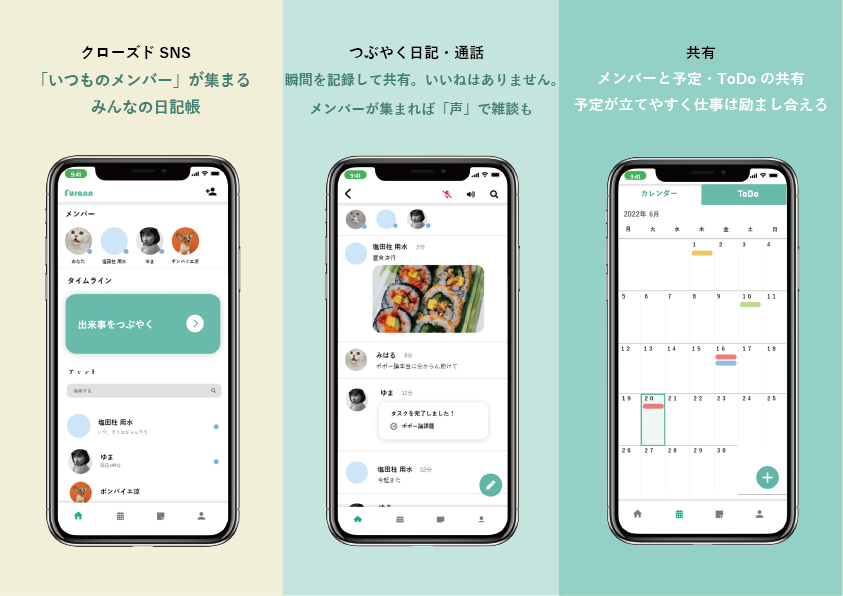 クローズド SNS
「いつものメンバー」が集まる
みんなの日記帳
9:41
Furann
メンバー
あなた
塩田柱 用水
ゆま
ボンバイエ涼
タイムライン
出来事をつぶやく
チャット
検索する
塩田柱 用水
ゆま
ボンバイエ涼
つぶやく日記・通話
瞬間を記録して共有。いいねはありません。
メンバーが集まれば「声」で雑談も
9:41
塩田柱 用水 2分
夏来決行
みはる 8分
ポポー論本当に分からん助けて
ゆま 12分
タスクを完了しました！
ポポー論課題
塩田柱 用水 32分
今起きた
共有
メンバーと予定・ToDo の共有
予定が立てやすく仕事は励まし合える
9:41
カレンダー ToDo
2022年 6月
月 火 水 木 金 土 日
1 2 3 4
5 6 7 8 9 10 11
12 13 14 15 16 17 18
19 20 21 22 23 24 25
26 27 28 29 30